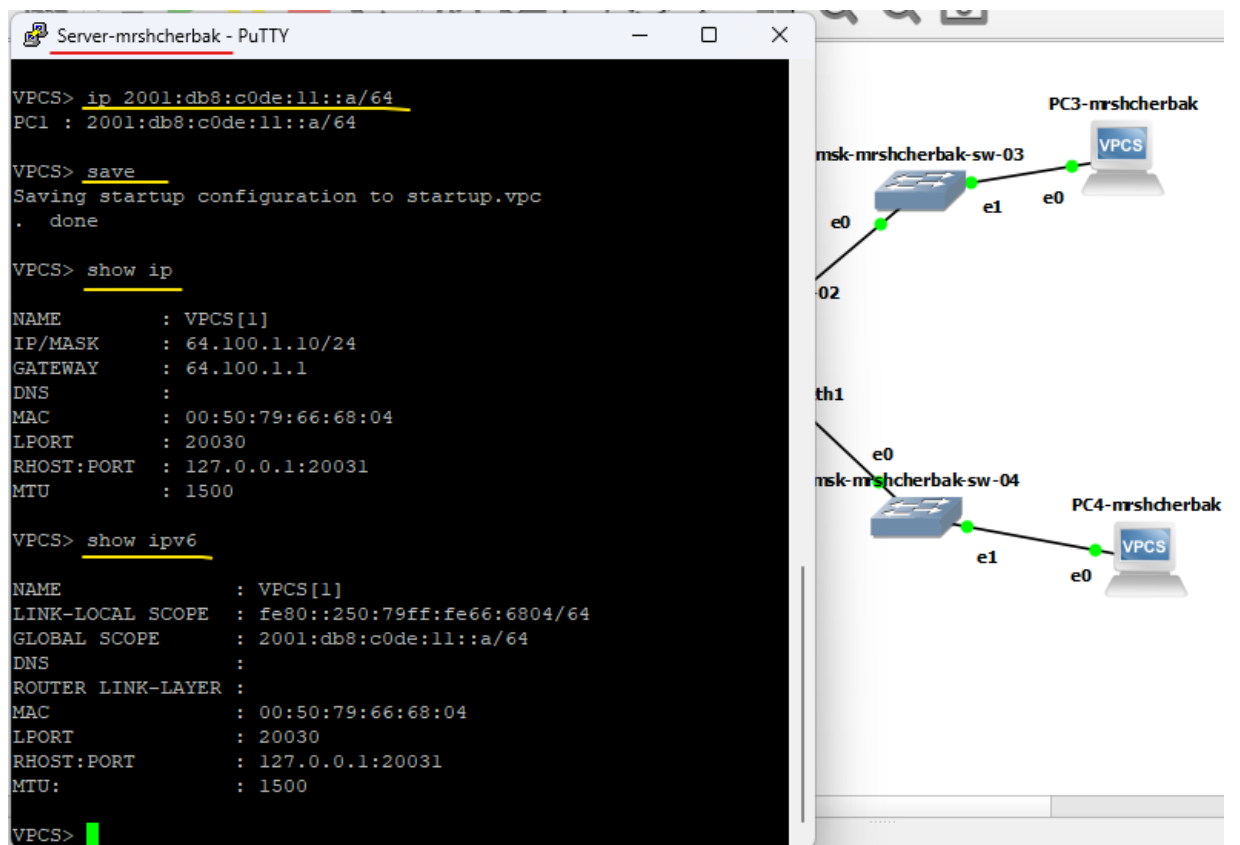 Server-mrshcherbak - PuTTY
VPCS> ip 2001:db8:c0de:11::a/64
PC1 : 2001:db8:c0de:11::a/64
VPCS> save
Saving startup configuration to startup.vpc
.  done
VPCS> show ip
NAME        : VPCS[1]
IP/MASK     : 64.100.1.10/24
GATEWAY     : 64.100.1.1
DNS         :
MAC         : 00:50:79:66:68:04
LPORT       : 20030
RHOST:PORT  : 127.0.0.1:20031
MTU         : 1500
VPCS> show ipv6
NAME              : VPCS[1]
LINK-LOCAL SCOPE  : fe80::250:79ff:fe66:6804/64
GLOBAL SCOPE      : 2001:db8:c0de:11::a/64
DNS               :
ROUTER LINK-LAYER :
MAC               : 00:50:79:66:68:04
LPORT             : 20030
RHOST:PORT        : 127.0.0.1:20031
MTU:              : 1500
VPCS>
PC3-mrshcherbak
VPCS
msk-mrshcherbak-sw-03
e1
e0
e0
-02
th1
e0
msk-mrshcherbak-sw-04
PC4-mrshcherbak
VPCS
e1
e0